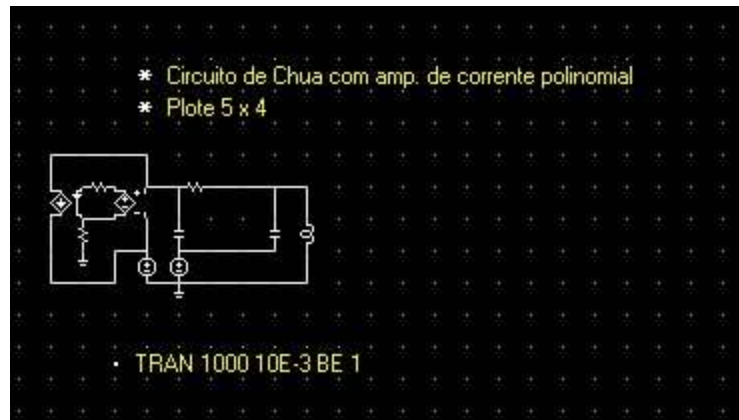 * Circuito de Chua com amp. de corrente polinomial
* Plote 5 x 4
. TRAN 1000 10E-3 BE 1